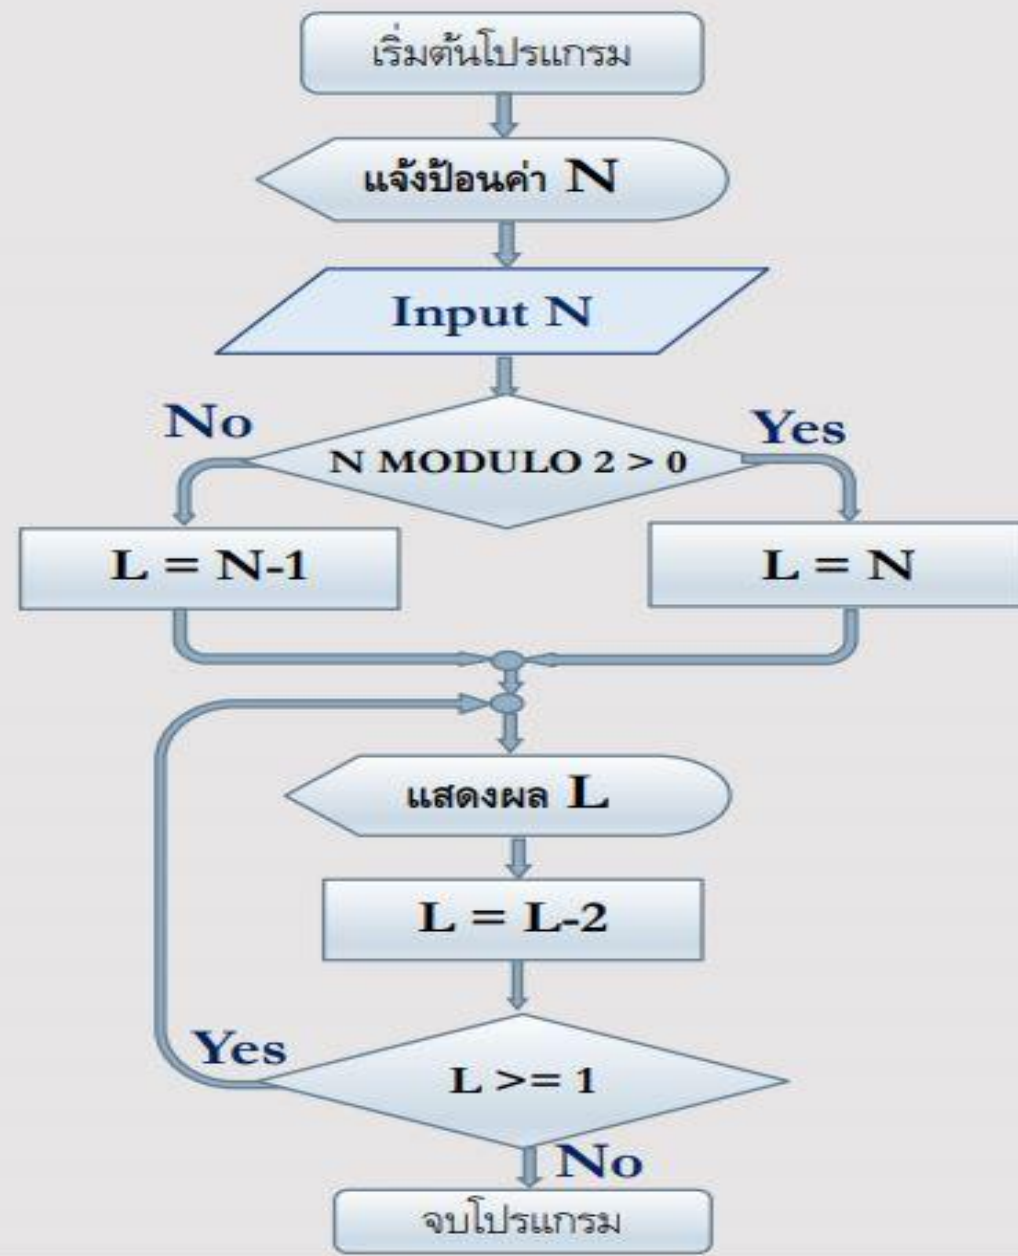 เริ่มต้นโปรแกรม
แจ้งป้อนค่า N
Input N
No
Yes
N MODULO 2 > 0
L = N-1
L = N
แสดงผล L
L = L-2
Yes
L >= 1
No
จบโปรแกรม